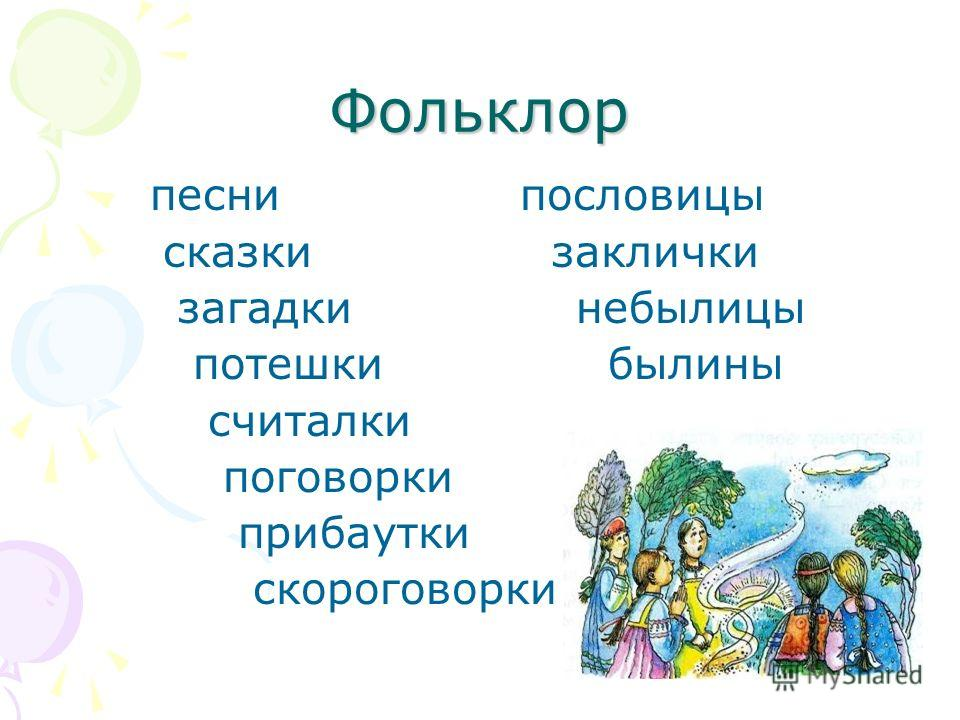 Фольклор
песни пословицы
сказки заклички
загадки небылицы
потешки былины
считалки
поговорки
прибаутки
скороговорки
MyShared